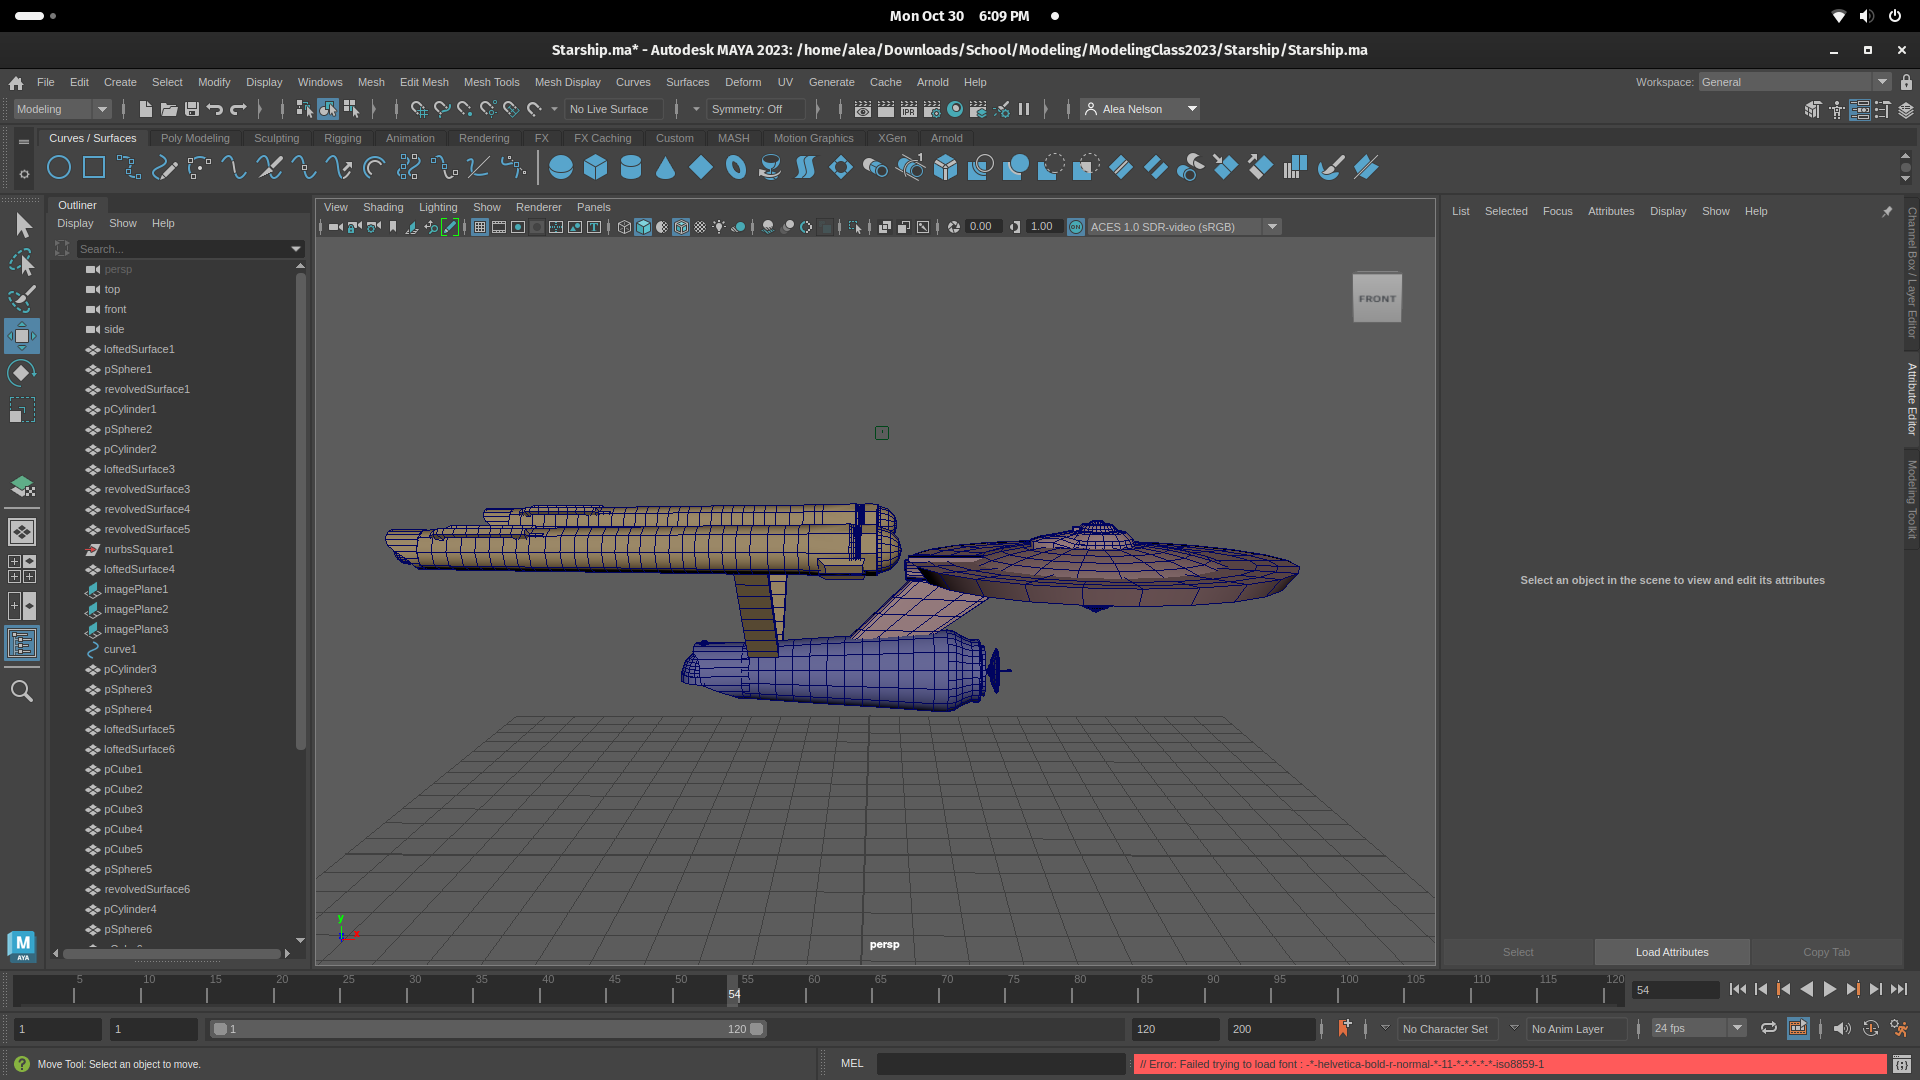 Mon Oct 30 6:09 PM
Starship.ma* - Autodesk MAYA 2023: /home/alea/Downloads/School/Modeling/ModelingClass2023/Starship/Starship.ma
File Edit Create Select Modify Display Windows Mesh Edit Mesh Mesh Tools Mesh Display Curves Surfaces Deform UV Generate Cache Arnold Help
Workspace: General
Modeling
No Live Surface
Symmetry: Off
IPR
Alea Nelson
Curves / Surfaces Poly Modeling Sculpting Rigging Animation Rendering FX FX Caching Custom MASH Motion Graphics XGen Arnold
Outliner
Display Show Help
Search...
persp
top
front
side
loftedSurface1
pSphere1
revolvedSurface1
pCylinder1
pSphere2
pCylinder2
loftedSurface3
revolvedSurface3
revolvedSurface4
revolvedSurface5
nurbsSquare1
loftedSurface4
imagePlane1
imagePlane2
imagePlane3
curve1
pCylinder3
pSphere3
pSphere4
loftedSurface5
loftedSurface6
pCube1
pCube2
pCube3
pCube4
pCube5
pSphere5
revolvedSurface6
pCylinder4
pSphere6
View Shading Lighting Show Renderer Panels
0.00 1.00 ON ACES 1.0 SDR-video (sRGB)
FRONT
y
x
persp
List Selected Focus Attributes Display Show Help
Select an object in the scene to view and edit its attributes
Select Load Attributes Copy Tab
Channel Box / Layer Editor
Attribute Editor
Modeling Toolkit
M
AYA
5 10 15 20 25 30 35 40 45 50 55 60 65 70 75 80 85 90 95 100 105 110 115 120
54
54
1 1 1 120 120 200 No Character Set No Anim Layer 24 fps
Move Tool: Select an object to move.
MEL
// Error: Failed trying to load font : -*-helvetica-bold-r-normal-*-11-*-*-*-*-*-iso8859-1